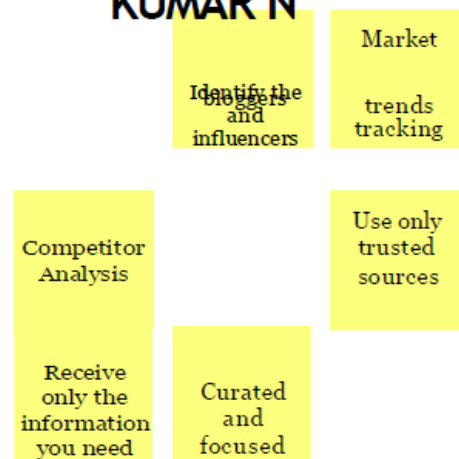 KUMAR N
Identify the
bloggers
and
influencers
Market
trends
tracking
Competitor
Analysis
Use only
trusted
sources
Receive
only the
information
you need
Curated
and
focused